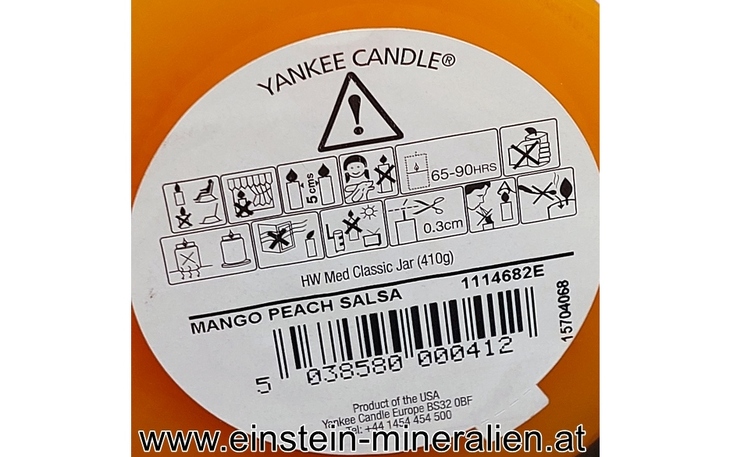 YANKEE CANDLE®
5 cms
65-90HRS
0.3cm
HW Med Classic Jar (410g)
MANGO PEACH SALSA 1114682E
15704068
5 038580 000412
Product of the USA
Yankee Candle Europe BS32 0BF
Tel: +44 1454 454 500
www.einstein-mineralien.at